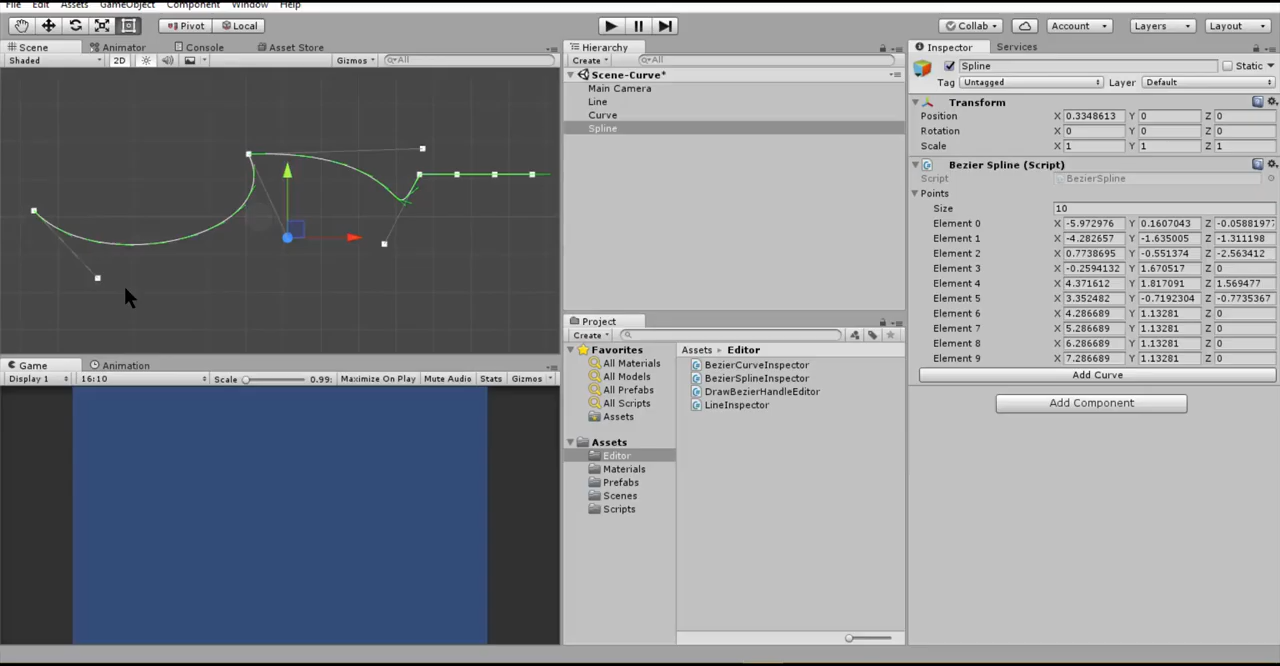 File Edit Assets GameObject Component Window Help
Pivot Local Collab Account Layers Layout
Scene Animator Console Asset Store
Shaded 2D Gizmos All
Hierarchy
Create All
Scene-Curve*
Main Camera
Line
Curve
Spline
Game Animation
Display 1 16:10 Scale 0.99: Maximize On Play Mute Audio Stats Gizmos
Project
Create
Favorites
All Materials
All Models
All Prefabs
All Scripts
Assets
Assets
Editor
Materials
Prefabs
Scenes
Scripts
Assets Editor
BezierCurveInspector
BezierSplineInspector
DrawBezierHandleEditor
LineInspector
Inspector Services
Spline Static
Tag Untagged Layer Default
Transform
Position X 0.3348613 Y 0 Z 0
Rotation X 0 Y 0 Z 0
Scale X 1 Y 1 Z 1
Bezier Spline (Script)
Script BezierSpline
Points
Size 10
Element 0 X -5.972976 Y 0.1607043 Z -0.05881977
Element 1 X -4.282657 Y -1.635005 Z -1.311198
Element 2 X 0.7738695 Y -0.551374 Z -2.563412
Element 3 X -0.2594132 Y 1.670517 Z 0
Element 4 X 4.371612 Y 1.817091 Z 1.569477
Element 5 X 3.352482 Y -0.7192304 Z -0.7735367
Element 6 X 4.286689 Y 1.13281 Z 0
Element 7 X 5.286689 Y 1.13281 Z 0
Element 8 X 6.286689 Y 1.13281 Z 0
Element 9 X 7.286689 Y 1.13281 Z 0
Add Curve
Add Component